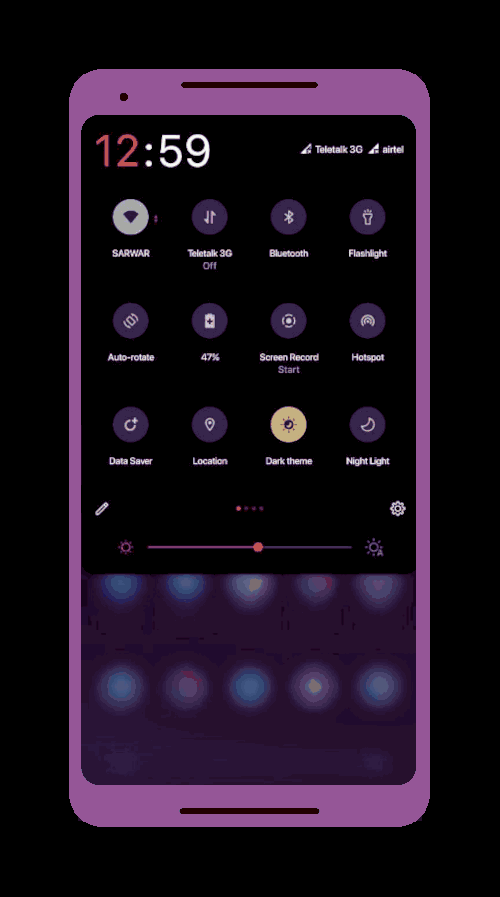 12:59
Teletalk 3G airtel
SARWAR Teletalk 3G Bluetooth Flashlight
Off
Auto-rotate 47% Screen Record Hotspot
Start
Data Saver Location Dark theme Night Light
A